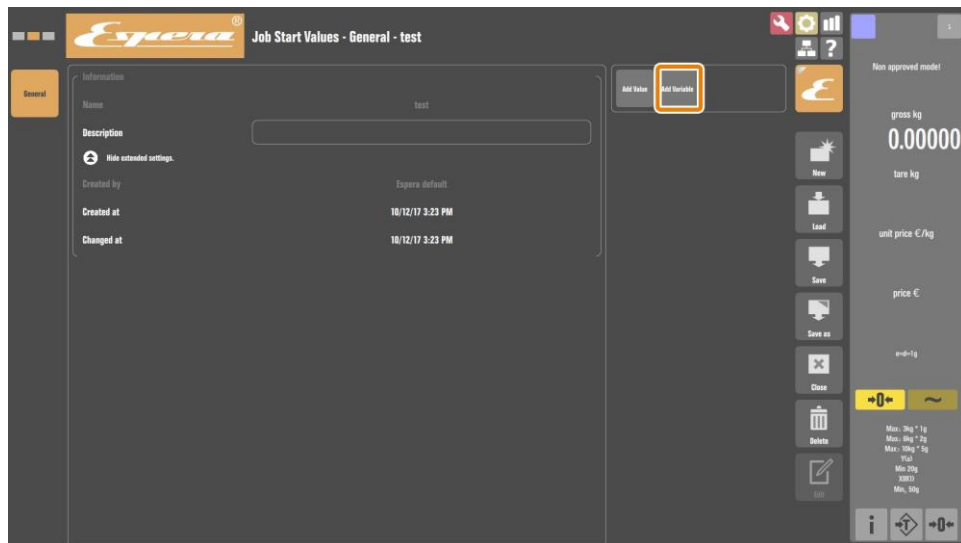 Espera®
Job Start Values - General - test
?
1
General
Information
Name
test
Description
Hide extended settings.
Created by
Espera default
Created at
10/12/17 3:23 PM
Changed at
10/12/17 3:23 PM
Add Value
Add Variable
E
New
Load
Save
Save as
Close
Delete
Edit
Non approved model
gross kg
0.00000
tare kg
unit price €/kg
price €
e=d=1g
→0←
~
Max: 3kg * 1g
Max: 6kg * 2g
Max: 10kg * 5g
Y(a)
Min 20g
Min, 50g
i
→T
→0←